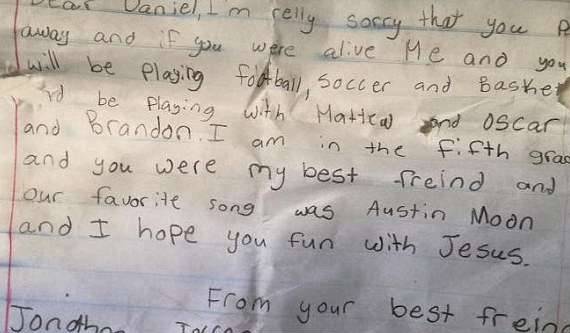 Daniel, I'm relly sorry that you
away and if you were alive Me and you
will be playing football, soccer and Basket
be playing with Mattew and Oscar
and Brandon. I am in the fifth grad
and you were my best freind and
our favorite song was Austin Moon
and I hope you fun with Jesus.
From your best frein